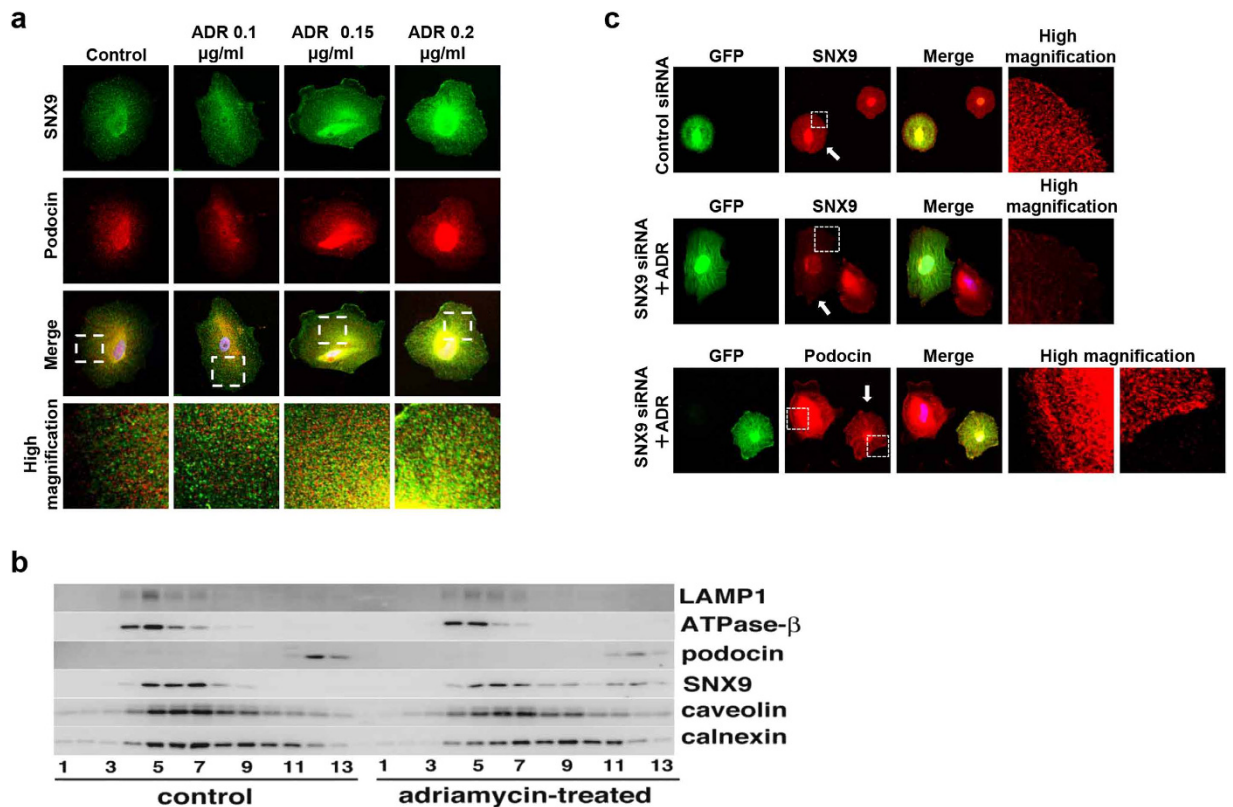 a
Control
ADR 0.1
µg/ml
ADR 0.15
µg/ml
ADR 0.2
µg/ml
SNX9
Podocin
Merge
High
magnification
b
LAMP1
ATPase-β
podocin
SNX9
caveolin
calnexin
1 3 5 7 9 11 13 1 3 5 7 9 11 13
control adriamycin-treated
c
GFP SNX9 Merge High
magnification
Control siRNA
GFP SNX9 Merge High
magnification
SNX9 siRNA
+ADR
GFP Podocin Merge High magnification
SNX9 siRNA
+ADR